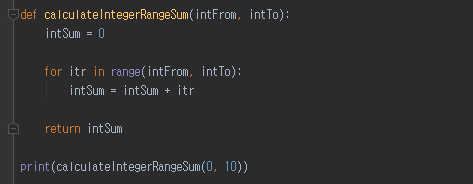 def calculateIntegerRangeSum(intFrom, intTo):
    intSum = 0
    for itr in range(intFrom, intTo):
        intSum = intSum + itr
    return intSum
print(calculateIntegerRangeSum(0, 10))